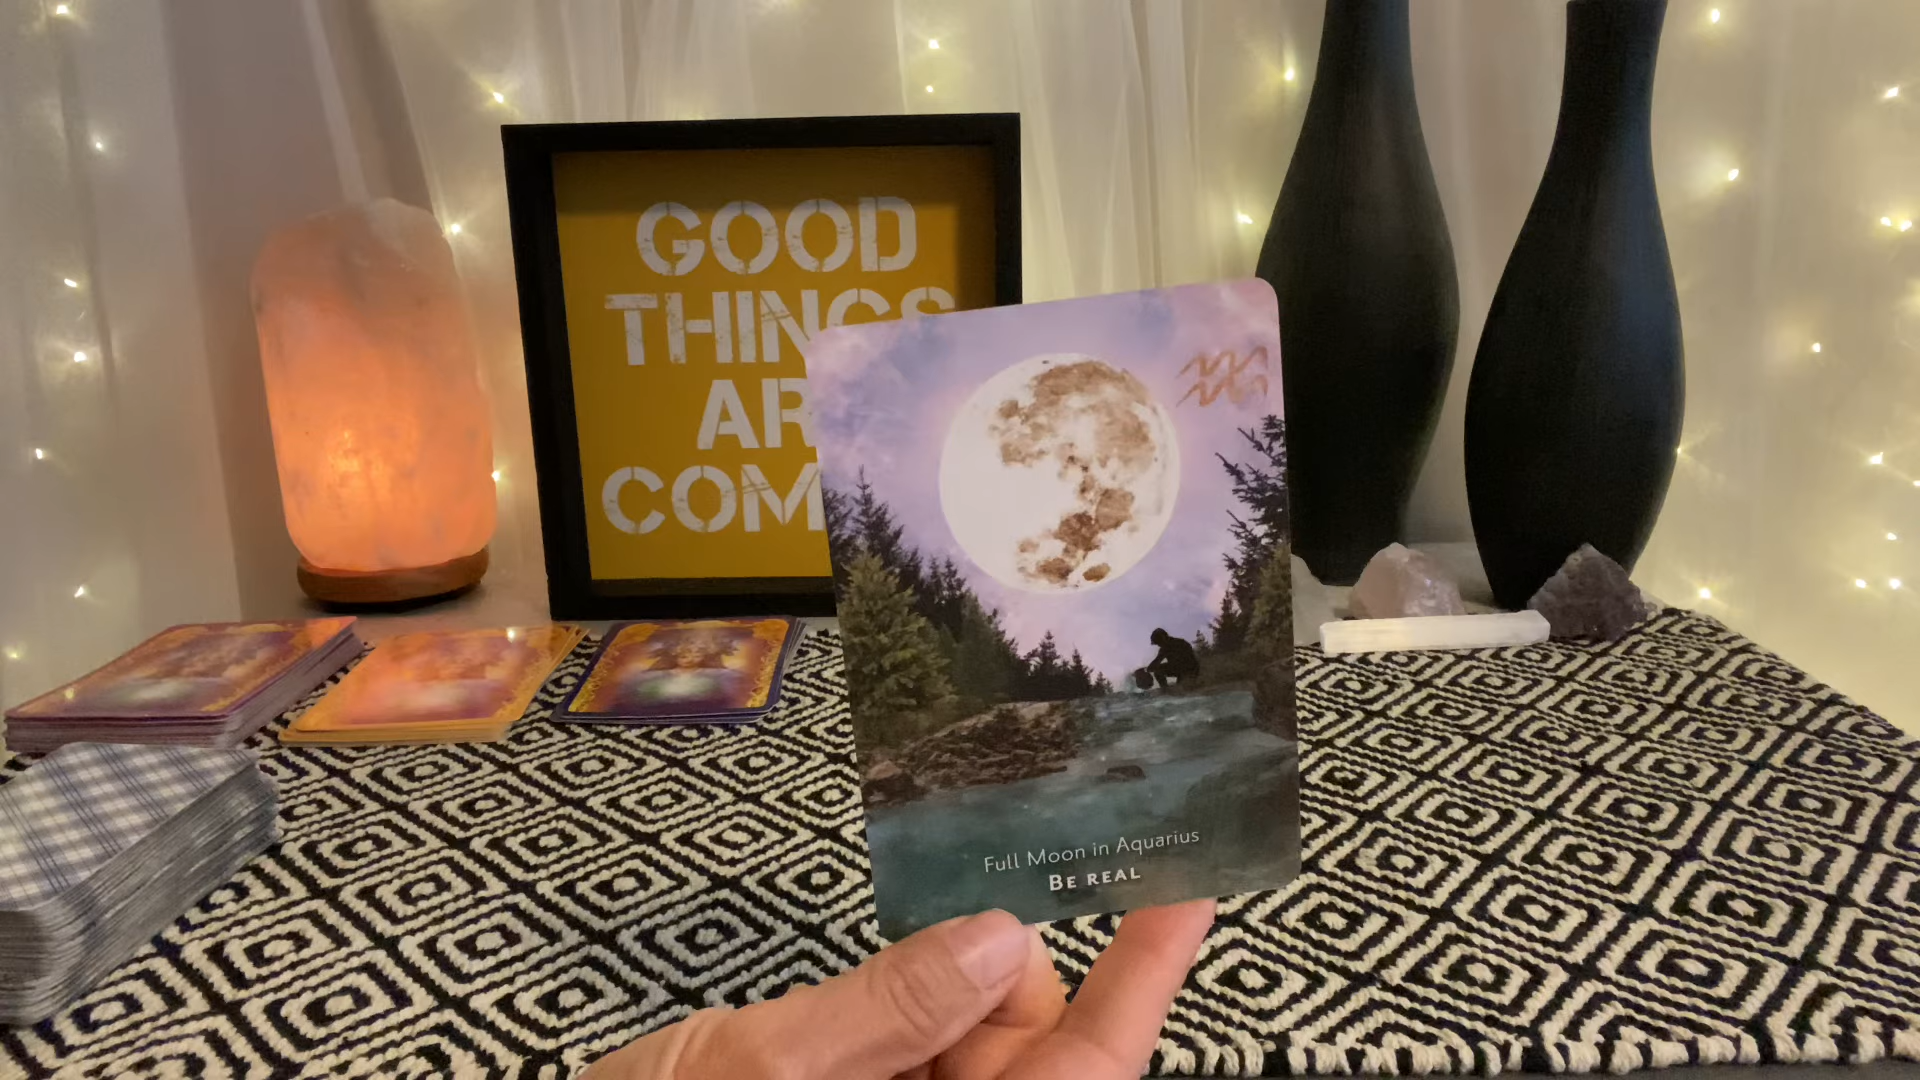 GOOD
THINGS
AR
COM
Full Moon in Aquarius
BE REAL